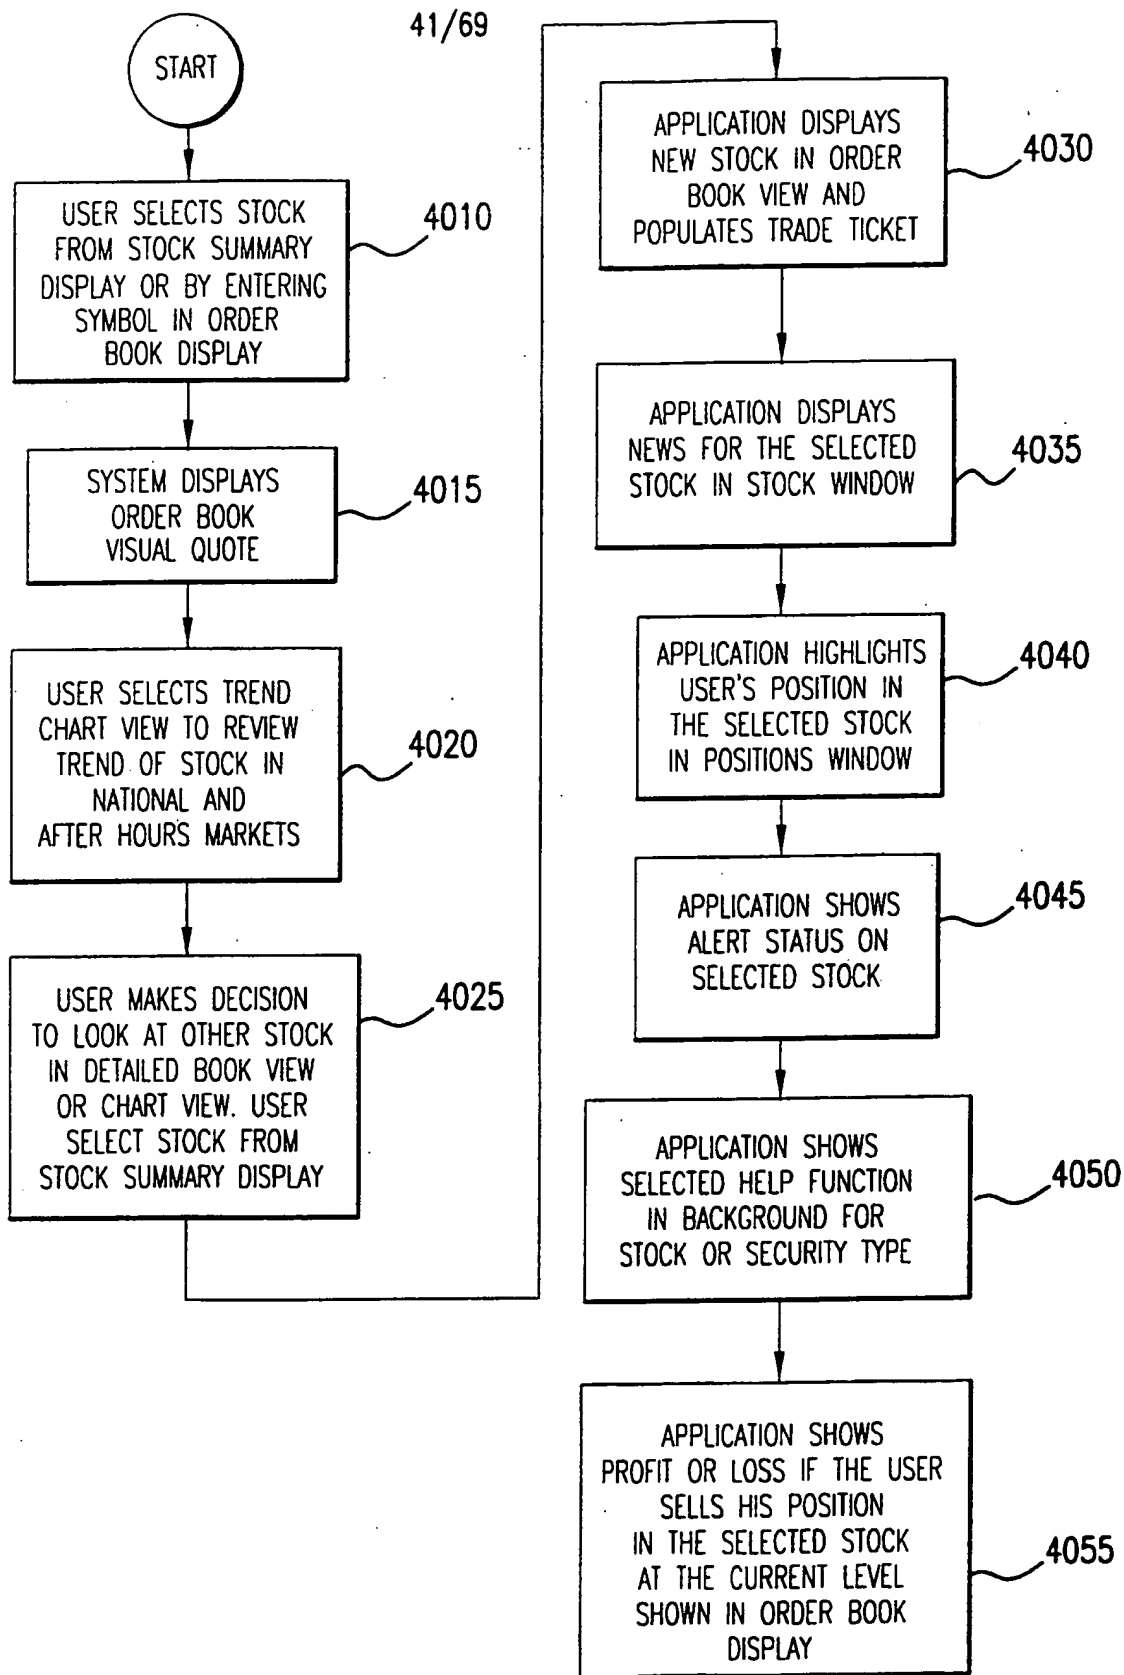 41/69
START
USER SELECTS STOCK
FROM STOCK SUMMARY
DISPLAY OR BY ENTERING
SYMBOL IN ORDER
BOOK DISPLAY
4010
SYSTEM DISPLAYS
ORDER BOOK
VISUAL QUOTE
4015
USER SELECTS TREND
CHART VIEW TO REVIEW
TREND OF STOCK IN
NATIONAL AND
AFTER HOURS MARKETS
4020
USER MAKES DECISION
TO LOOK AT OTHER STOCK
IN DETAILED BOOK VIEW
OR CHART VIEW. USER
SELECT STOCK FROM
STOCK SUMMARY DISPLAY
4025
APPLICATION DISPLAYS
NEW STOCK IN ORDER
BOOK VIEW AND
POPULATES TRADE TICKET
4030
APPLICATION DISPLAYS
NEWS FOR THE SELECTED
STOCK IN STOCK WINDOW
4035
APPLICATION HIGHLIGHTS
USER'S POSITION IN
THE SELECTED STOCK
IN POSITIONS WINDOW
4040
APPLICATION SHOWS
ALERT STATUS ON
SELECTED STOCK
4045
APPLICATION SHOWS
SELECTED HELP FUNCTION
IN BACKGROUND FOR
STOCK OR SECURITY TYPE
4050
APPLICATION SHOWS
PROFIT OR LOSS IF THE USER
SELLS HIS POSITION
IN THE SELECTED STOCK
AT THE CURRENT LEVEL
SHOWN IN ORDER BOOK
DISPLAY
4055